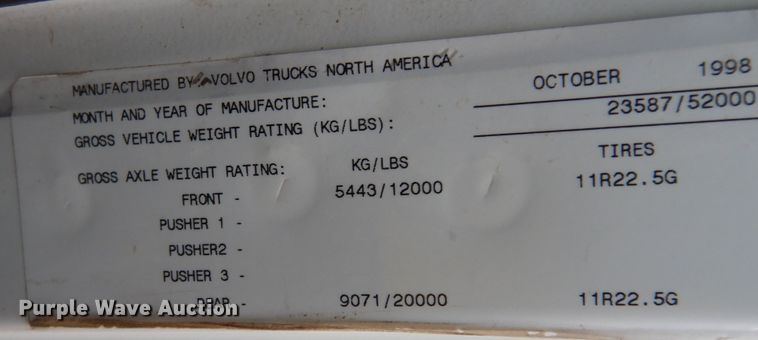 MANUFACTURED BY VOLVO TRUCKS NORTH AMERICA
MONTH AND YEAR OF MANUFACTURE: OCTOBER 1998
GROSS VEHICLE WEIGHT RATING (KG/LBS): 23587/52000
GROSS AXLE WEIGHT RATING: KG/LBS TIRES
FRONT - 5443/12000 11R22.5G
PUSHER 1 -
PUSHER2 -
PUSHER 3 -
REAR - 9071/20000 11R22.5G
Purple Wave Auction